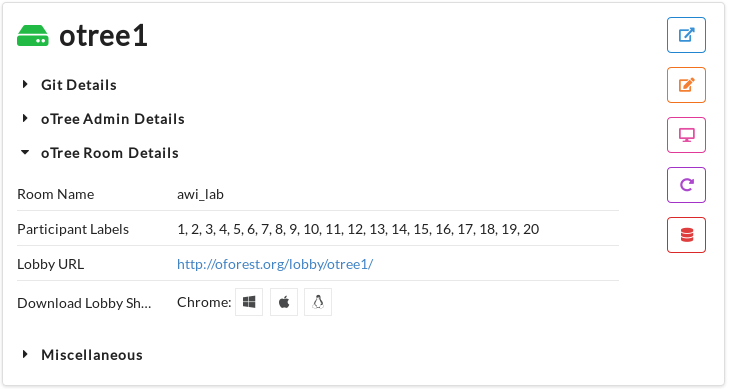 otree1
Git Details
oTree Admin Details
oTree Room Details
Room Name awi_lab
Participant Labels 1, 2, 3, 4, 5, 6, 7, 8, 9, 10, 11, 12, 13, 14, 15, 16, 17, 18, 19, 20
Lobby URL http://oforest.org/lobby/otree1/
Download Lobby Sh... Chrome:
Miscellaneous